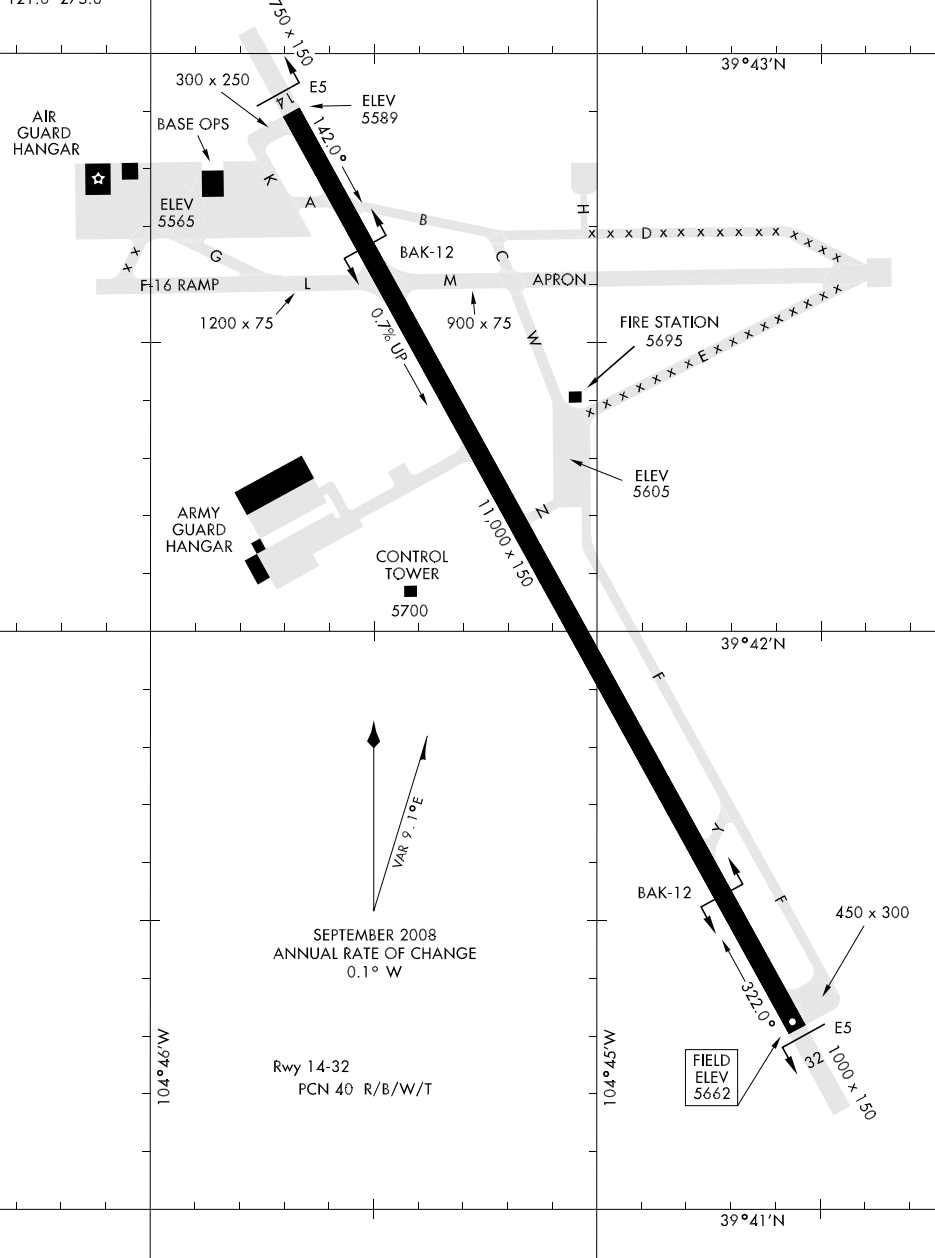 750 x 150
39°43'N
300 x 250
E5
14
ELEV
5589
AIR
GUARD
HANGAR
BASE OPS
142.0°
K
ELEV
5565
A
B
H
x x x x D x x x x x x x x x x x
x x
G
BAK-12
C
F-16 RAMP
L
M
APRON
1200 x 75
900 x 75
0.7% UP
W
FIRE STATION
5695
x x x x x x x E x x x x x x x x
ELEV
5605
ARMY
GUARD
HANGAR
11,000 x 150
N
CONTROL
TOWER
5700
39°42'N
F
VAR 9.1°E
Y
BAK-12
F
450 x 300
SEPTEMBER 2008
ANNUAL RATE OF CHANGE
0.1° W
322.0°
E5
32
1000 x 150
104°46'W
104°45'W
FIELD
ELEV
5662
Rwy 14-32
PCN 40 R/B/W/T
39°41'N